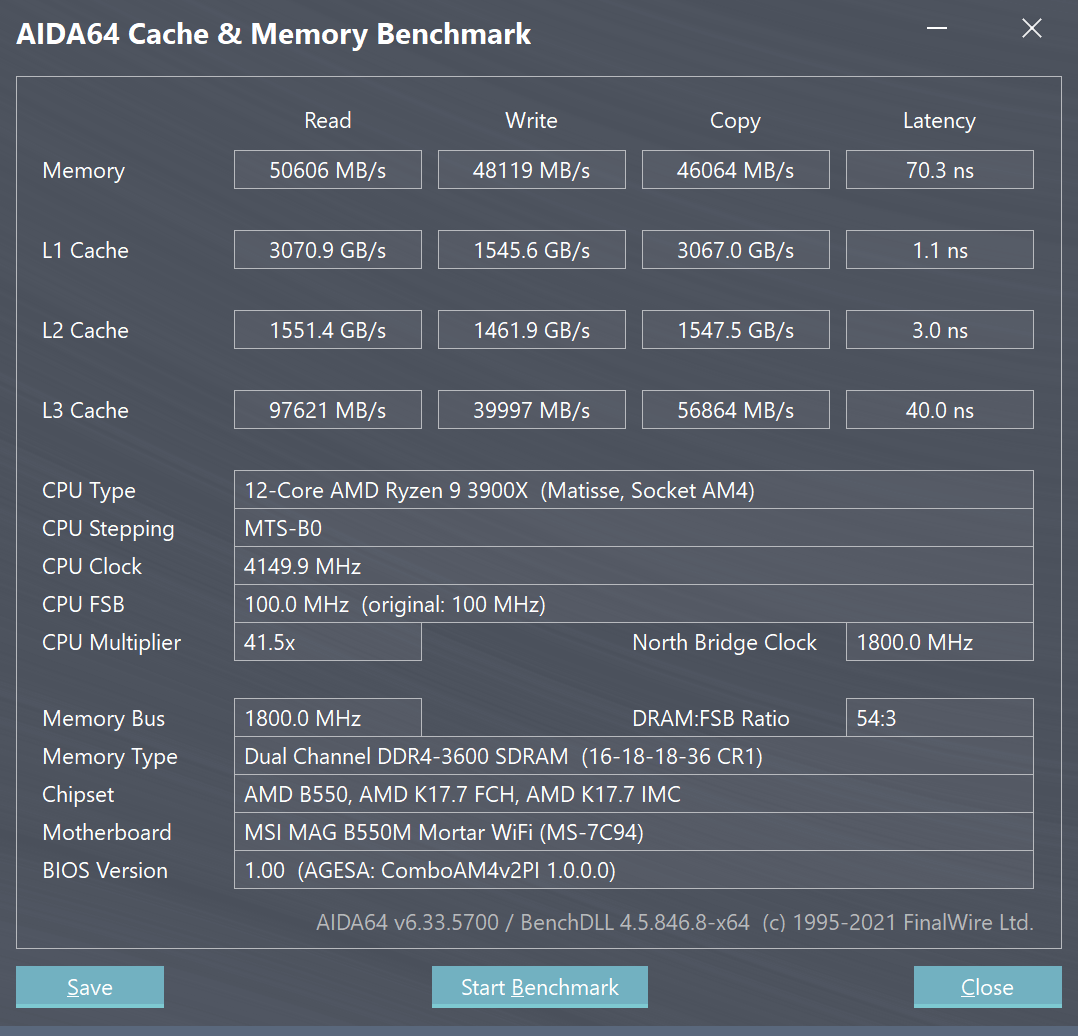 AIDA64 Cache & Memory Benchmark
Read Write Copy Latency
Memory 50606 MB/s 48119 MB/s 46064 MB/s 70.3 ns
L1 Cache 3070.9 GB/s 1545.6 GB/s 3067.0 GB/s 1.1 ns
L2 Cache 1551.4 GB/s 1461.9 GB/s 1547.5 GB/s 3.0 ns
L3 Cache 97621 MB/s 39997 MB/s 56864 MB/s 40.0 ns
CPU Type 12-Core AMD Ryzen 9 3900X (Matisse, Socket AM4)
CPU Stepping MTS-B0
CPU Clock 4149.9 MHz
CPU FSB 100.0 MHz (original: 100 MHz)
CPU Multiplier 41.5x North Bridge Clock 1800.0 MHz
Memory Bus 1800.0 MHz DRAM:FSB Ratio 54:3
Memory Type Dual Channel DDR4-3600 SDRAM (16-18-18-36 CR1)
Chipset AMD B550, AMD K17.7 FCH, AMD K17.7 IMC
Motherboard MSI MAG B550M Mortar WiFi (MS-7C94)
BIOS Version 1.00 (AGESA: ComboAM4v2PI 1.0.0.0)
AIDA64 v6.33.5700 / BenchDLL 4.5.846.8-x64 (c) 1995-2021 FinalWire Ltd.
Save Start Benchmark Close